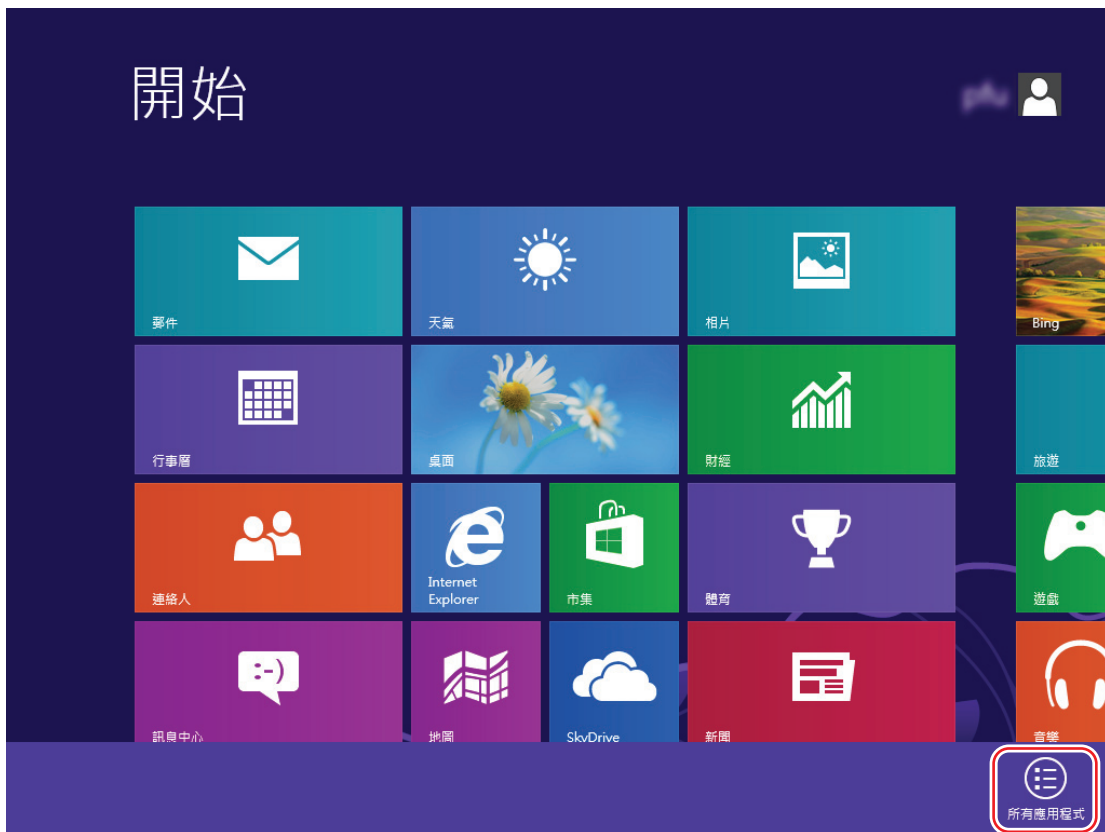 開始
郵件
天氣
相片
Bing
行事曆
桌面
財經
旅遊
連絡人
Internet
Explorer
市集
體育
遊戲
訊息中心
地圖
SkyDrive
新聞
音樂
所有應用程式